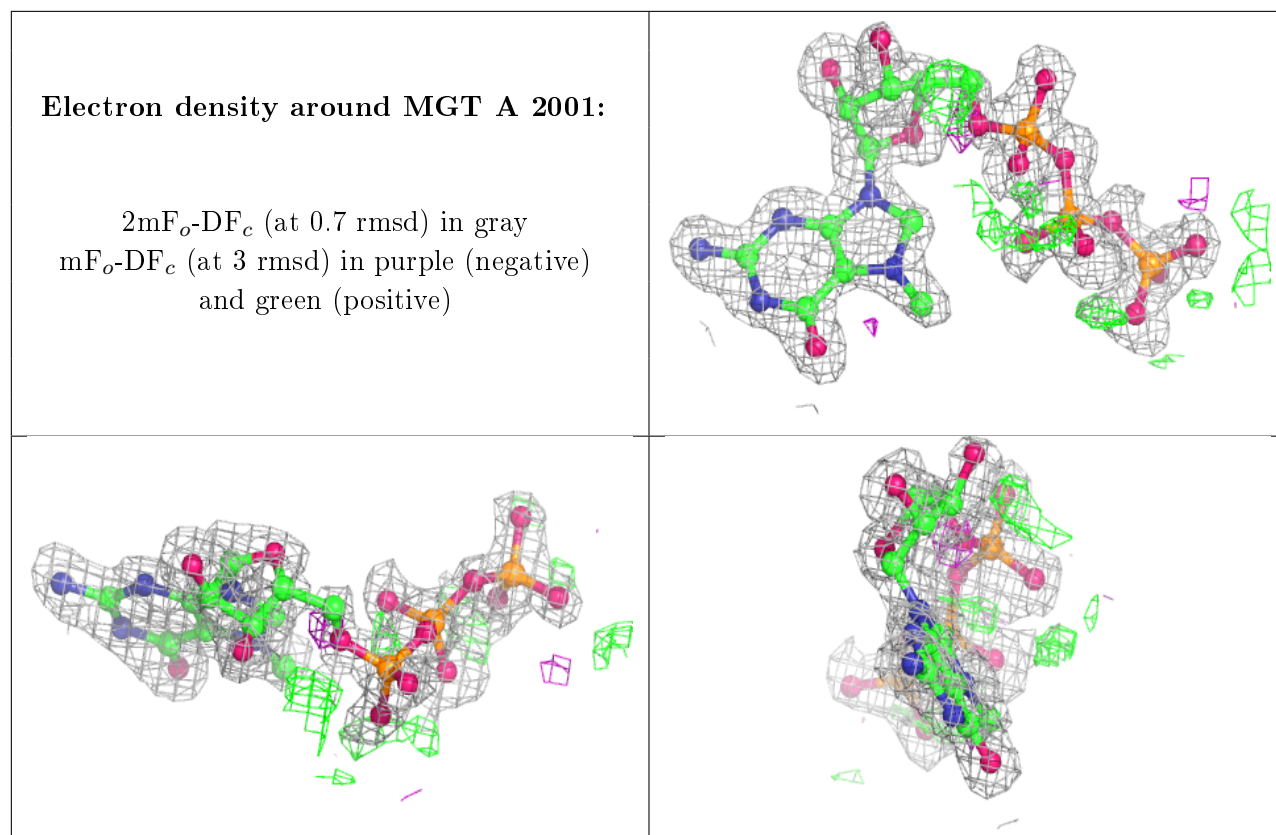 Electron density around MGT A 2001:
2mFₒ-DF𝒸 (at 0.7 rmsd) in gray
mFₒ-DF𝒸 (at 3 rmsd) in purple (negative)
and green (positive)